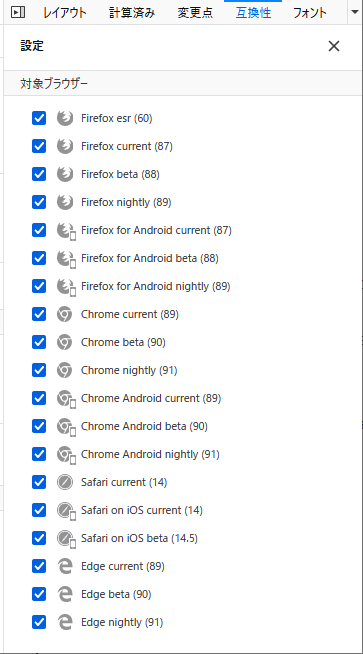 レイアウト 計算済み 変更点 互換性 フォント
設定
対象ブラウザー
Firefox esr (60)
Firefox current (87)
Firefox beta (88)
Firefox nightly (89)
Firefox for Android current (87)
Firefox for Android beta (88)
Firefox for Android nightly (89)
Chrome current (89)
Chrome beta (90)
Chrome nightly (91)
Chrome Android current (89)
Chrome Android beta (90)
Chrome Android nightly (91)
Safari current (14)
Safari on iOS current (14)
Safari on iOS beta (14.5)
Edge current (89)
Edge beta (90)
Edge nightly (91)